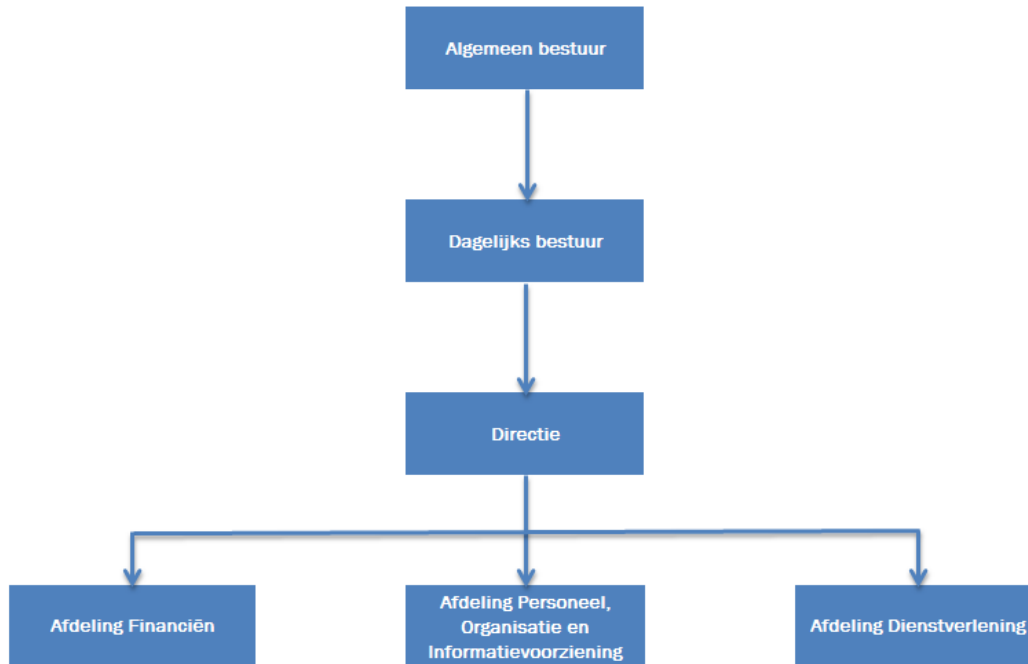 Algemeen bestuur
Dagelijks bestuur
Directie
Afdeling Financiën
Afdeling Personeel,
Organisatie en
Informatievoorziening
Afdeling Dienstverlening